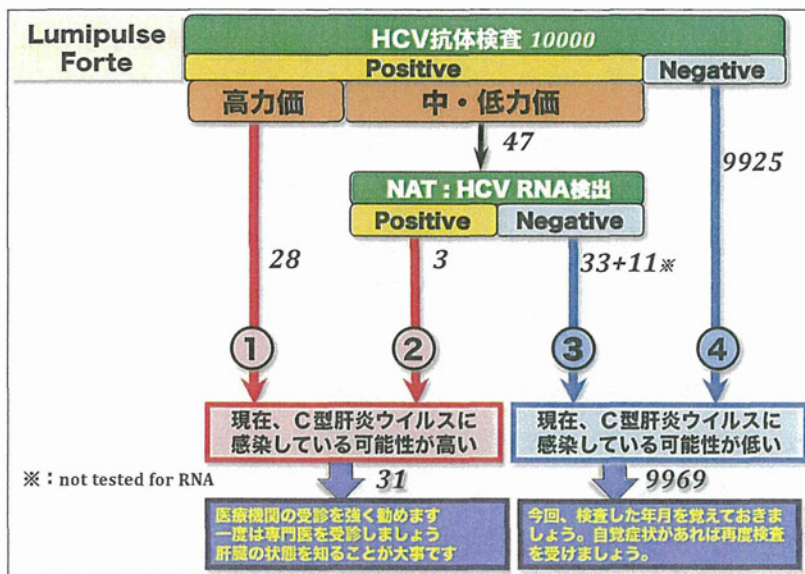 Lumipulse
Forte
HCV抗体検査 10000
Positive
Negative
高力価
中・低力価
47
9925
NAT：HCV RNA検出
Positive
Negative
28
3
33+11※
①
②
③
④
現在、C型肝炎ウイルスに
感染している可能性が高い
現在、C型肝炎ウイルスに
感染している可能性が低い
※：not tested for RNA
31
9969
医療機関の受診を強く勧めます
一度は専門医を受診しましょう
肝臓の状態を知ることが大事です
今回、検査した年月を覚えておきま
しょう。自覚症状があれば再度検査
を受けましょう。